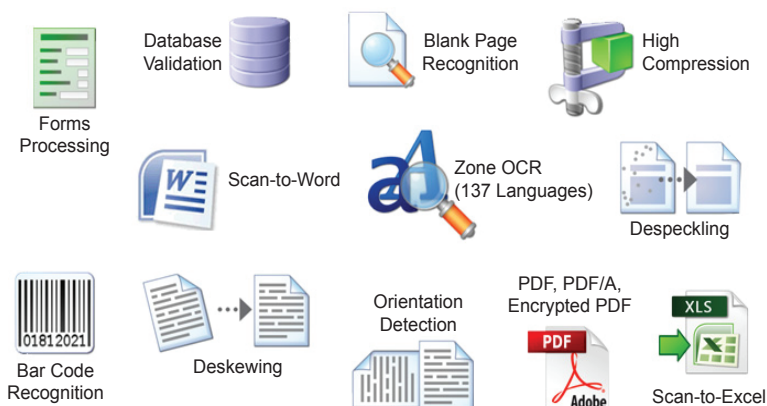 Forms
Processing
Database
Validation
Blank Page
Recognition
High
Compression
W
Scan-to-Word
aA
Zone OCR
(137 Languages)
Despeckling
01812021
Bar Code
Recognition
Deskewing
Orientation
Detection
PDF, PDF/A,
Encrypted PDF
PDF
Adobe
XLS
X
Scan-to-Excel